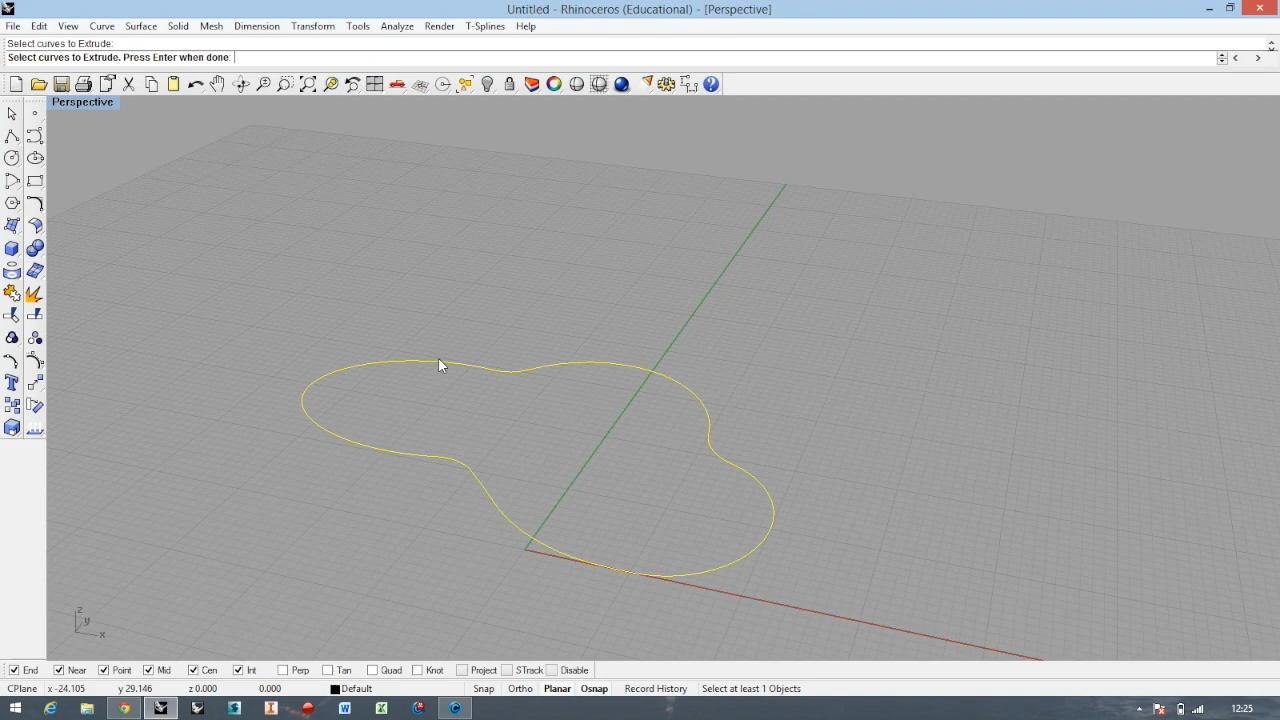 Untitled - Rhinoceros (Educational) - [Perspective]
File Edit View Curve Surface Solid Mesh Dimension Transform Tools Analyze Render T-Splines Help
Select curves to Extrude:
Select curves to Extrude. Press Enter when done:
Perspective
z
y
x
End Near Point Mid Cen Int Perp Tan Quad Knot Project STrack Disable
CPlane x -24.105 y 29.146 z 0.000 0.000 Default Snap Ortho Planar Osnap Record History Select at least 1 Objects
12:25